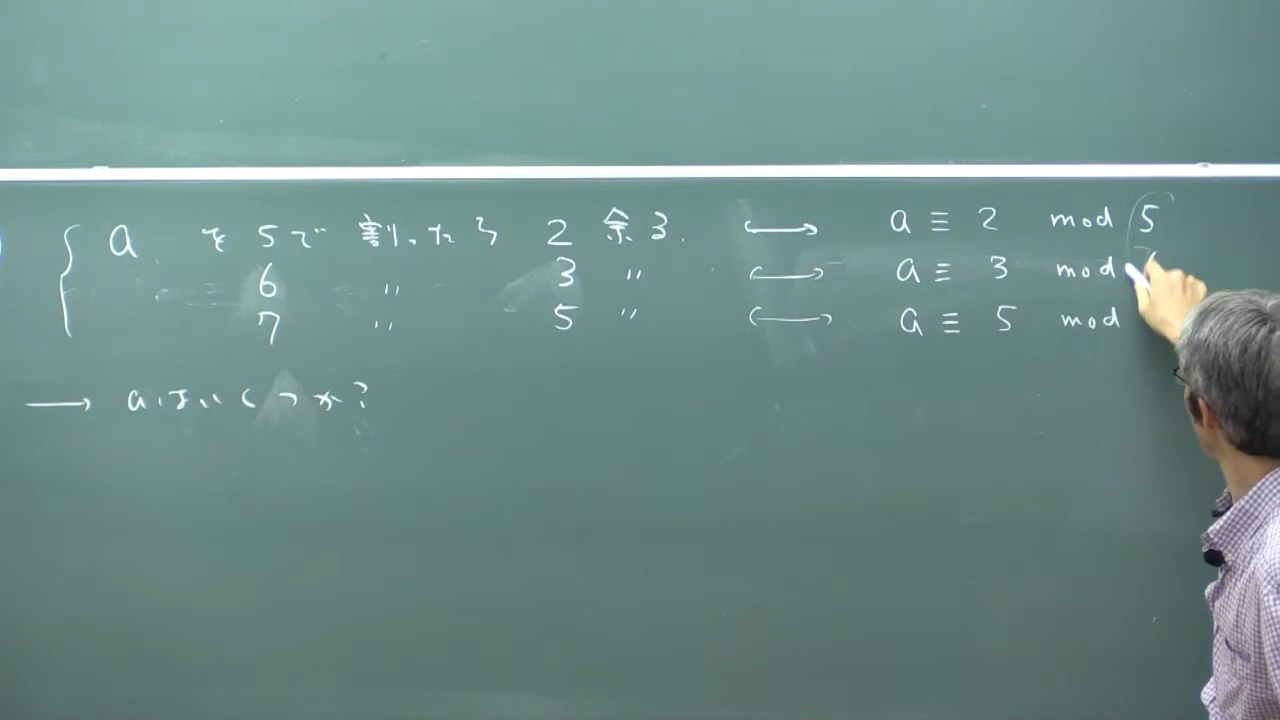 a を 5で 割ったら 2 余る. ⟷ a ≡ 2 mod 5
6 〃 3 〃 ⟷ a ≡ 3 mod
7 〃 5 〃 ⟷ a ≡ 5 mod
⟶ aはいくつか?